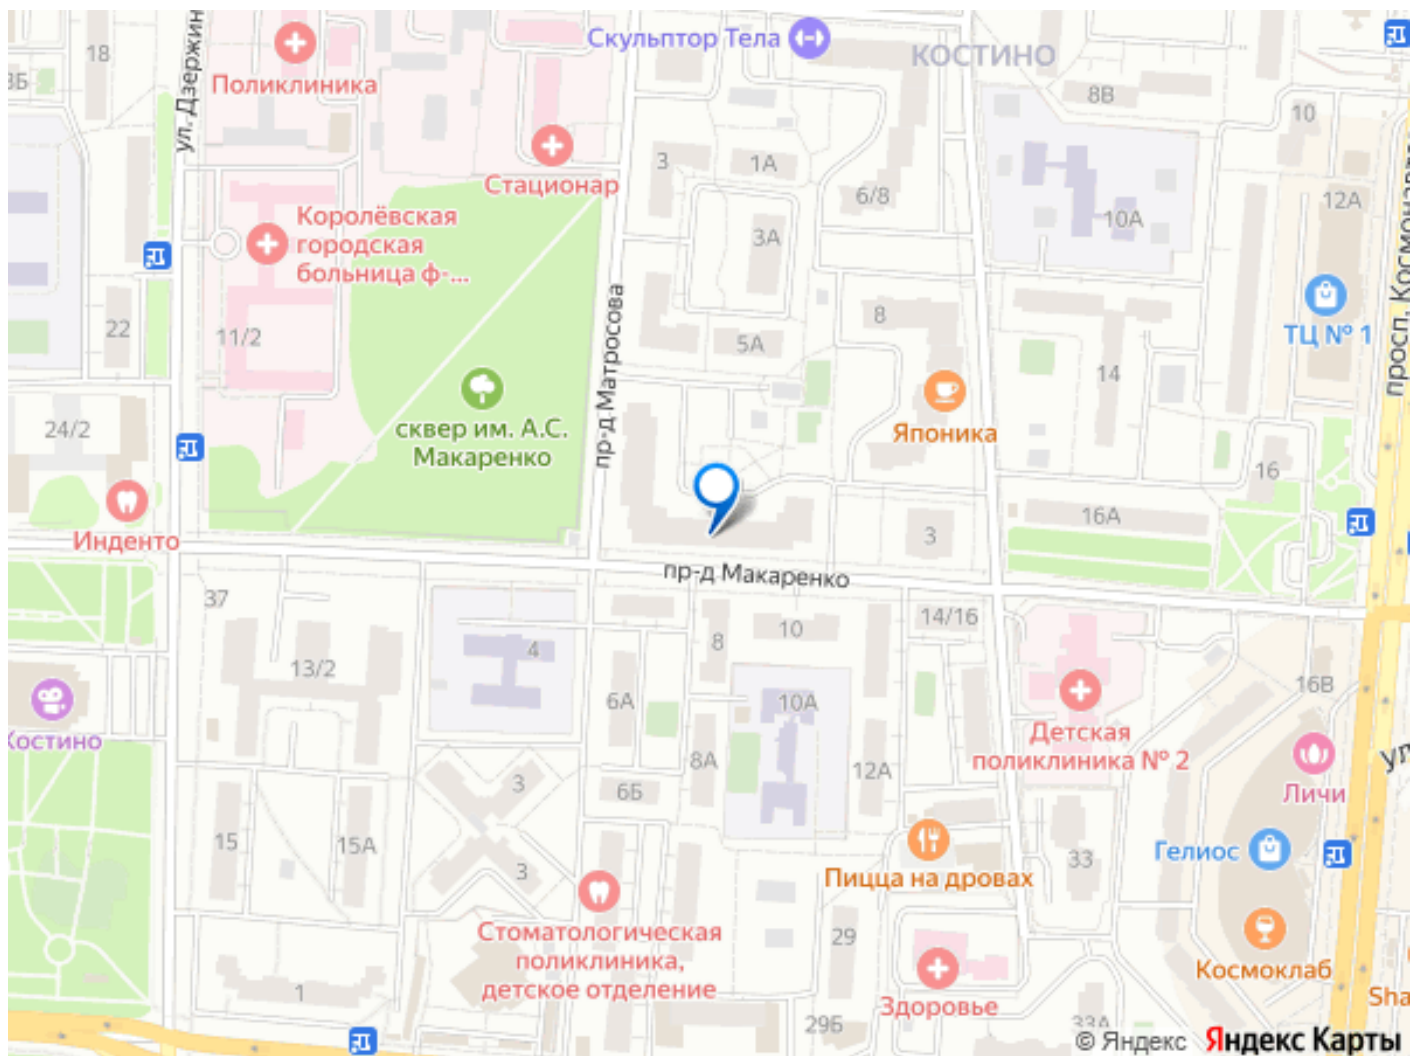 18
Поликлиника
ул. Дзержин
Скульптор Тела
КОСТИНО
8В
10
3Б
Стационар
3
1А
6/8
10А
12А
просп. Космонавто
Королёвская
городская
больница ф-...
3А
22
11/2
пр-д Матросова
5А
8
14
ТЦ № 1
24/2
сквер им. А.С.
Макаренко
Японика
16
Инденто
16А
3
пр-д Макаренко
37
4
8
10
14/16
13/2
6А
10А
16В
Костино
Детская
поликлиника № 2
8А
12А
Личи
3
6Б
15
15А
3
Пицца на дровах
33
Гелиос
Стоматологическая
поликлиника,
детское отделение
29
Космоклаб
1
Здоровье
Sha
29Б
33А
© Яндекс Яндекс Карты